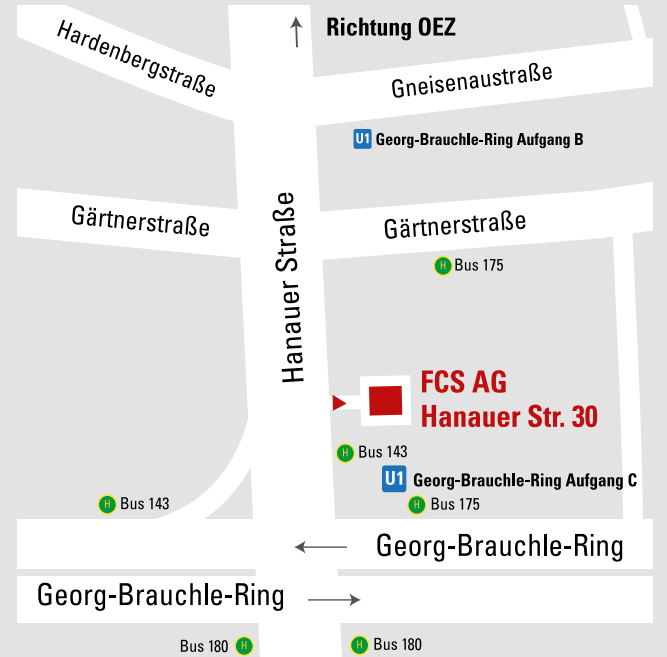 Richtung OEZ
Hardenbergstraße
Gneisenaustraße
U1 Georg-Brauchle-Ring Aufgang B
Gärtnerstraße
Gärtnerstraße
Hanauer Straße
H Bus 175
FCS AG
Hanauer Str. 30
H Bus 143
U1 Georg-Brauchle-Ring Aufgang C
H Bus 143
H Bus 175
Georg-Brauchle-Ring
Georg-Brauchle-Ring
Bus 180 H
H Bus 180